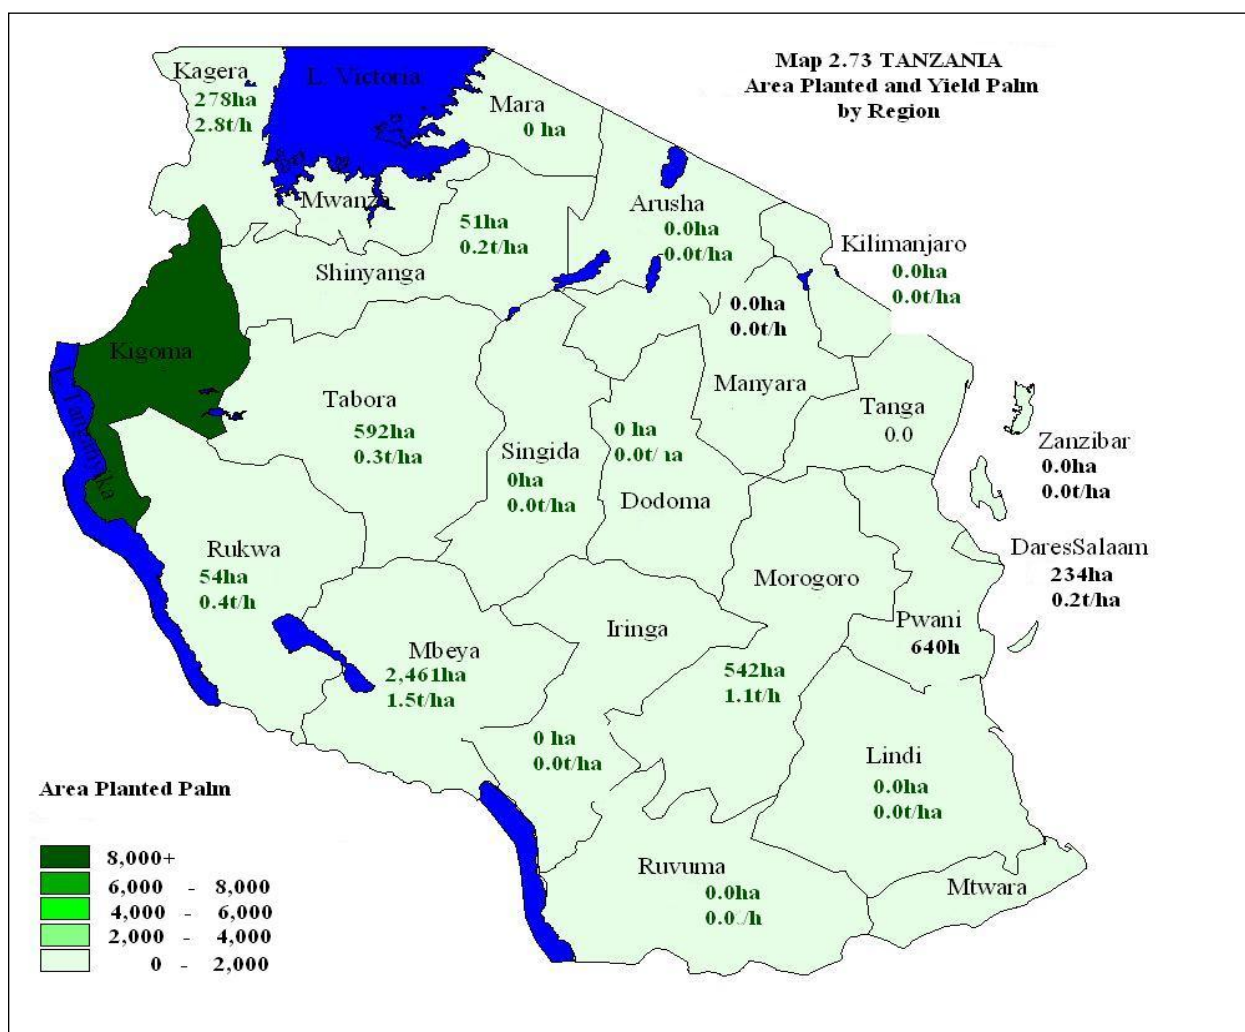 Map 2.73 TANZANIA
Area Planted and Yield Palm
by Region
Kagera
278ha
2.8t/h
L. Victoria
Mara
0 ha
Mwanza
51ha
0.2t/ha
Shinyanga
Arusha
0.0ha
0.0t/ha
Kilimanjaro
0.0ha
0.0t/ha
0.0ha
0.0t/h
Manyara
Kigoma
L. Tanganyika
Tabora
592ha
0.3t/ha
Singida
0ha
0.0t/ha
0 ha
0.0t/ ha
Dodoma
Tanga
0.0
Zanzibar
0.0ha
0.0t/ha
DaresSalaam
234ha
0.2t/ha
Rukwa
54ha
0.4t/h
Morogoro
542ha
1.1t/h
Pwani
640h
Mbeya
2,461ha
1.5t/ha
Iringa
0 ha
0.0t/ha
Lindi
0.0ha
0.0t/ha
Ruvuma
0.0ha
Mtwara
Area Planted Palm
8,000+
6,000 - 8,000
4,000 - 6,000
2,000 - 4,000
0 - 2,000